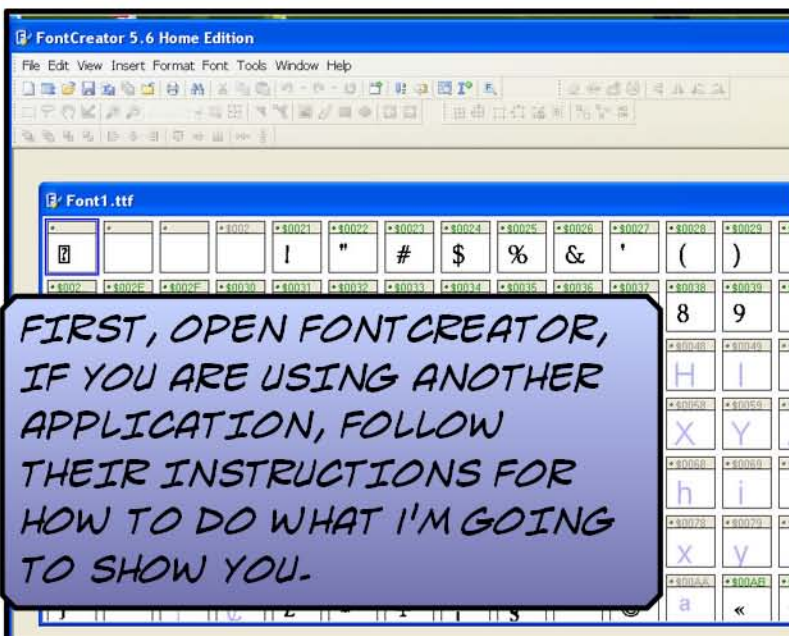 FontCreator 5.6 Home Edition
File Edit View Insert Format Font Tools Window Help
Font1.ttf
$002 $0021 $0022 $0023 $0024 $0025 $0026 $0027 $0028 $0029
! " # $ % & ' ( )
$002 $002E $002F $0030 $0031 $0032 $0033 $0034 $0035 $0036 $0037 $0038 $0039
8 9
$0048 $0049
H I
$0058 $0059
X Y
$0068 $0069
h i
$0078 $0079
x y
$00AA $00AB
a «
FIRST, OPEN FONTCREATOR,
IF YOU ARE USING ANOTHER
APPLICATION, FOLLOW
THEIR INSTRUCTIONS FOR
HOW TO DO WHAT I'M GOING
TO SHOW YOU.